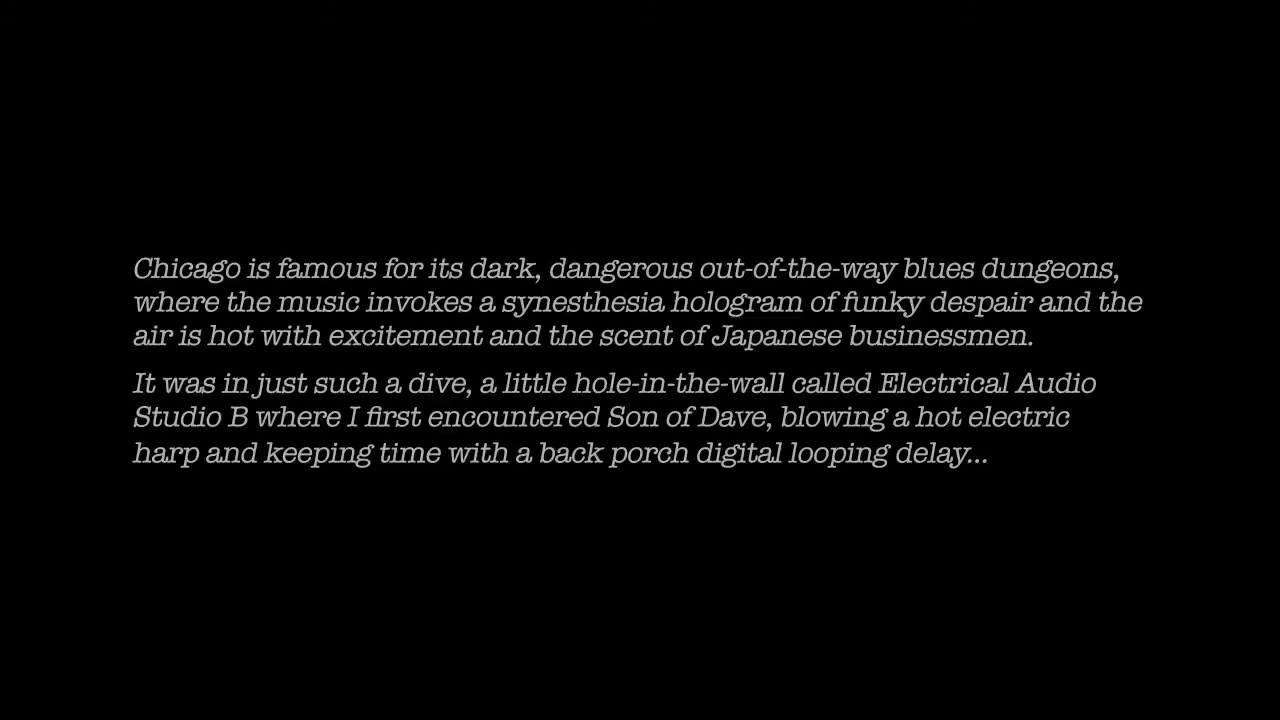 Chicago is famous for its dark, dangerous out-of-the-way blues dungeons,
where the music invokes a synesthesia hologram of funky despair and the
air is hot with excitement and the scent of Japanese businessmen.
It was in just such a dive, a little hole-in-the-wall called Electrical Audio
Studio B where I first encountered Son of Dave, blowing a hot electric
harp and keeping time with a back porch digital looping delay...